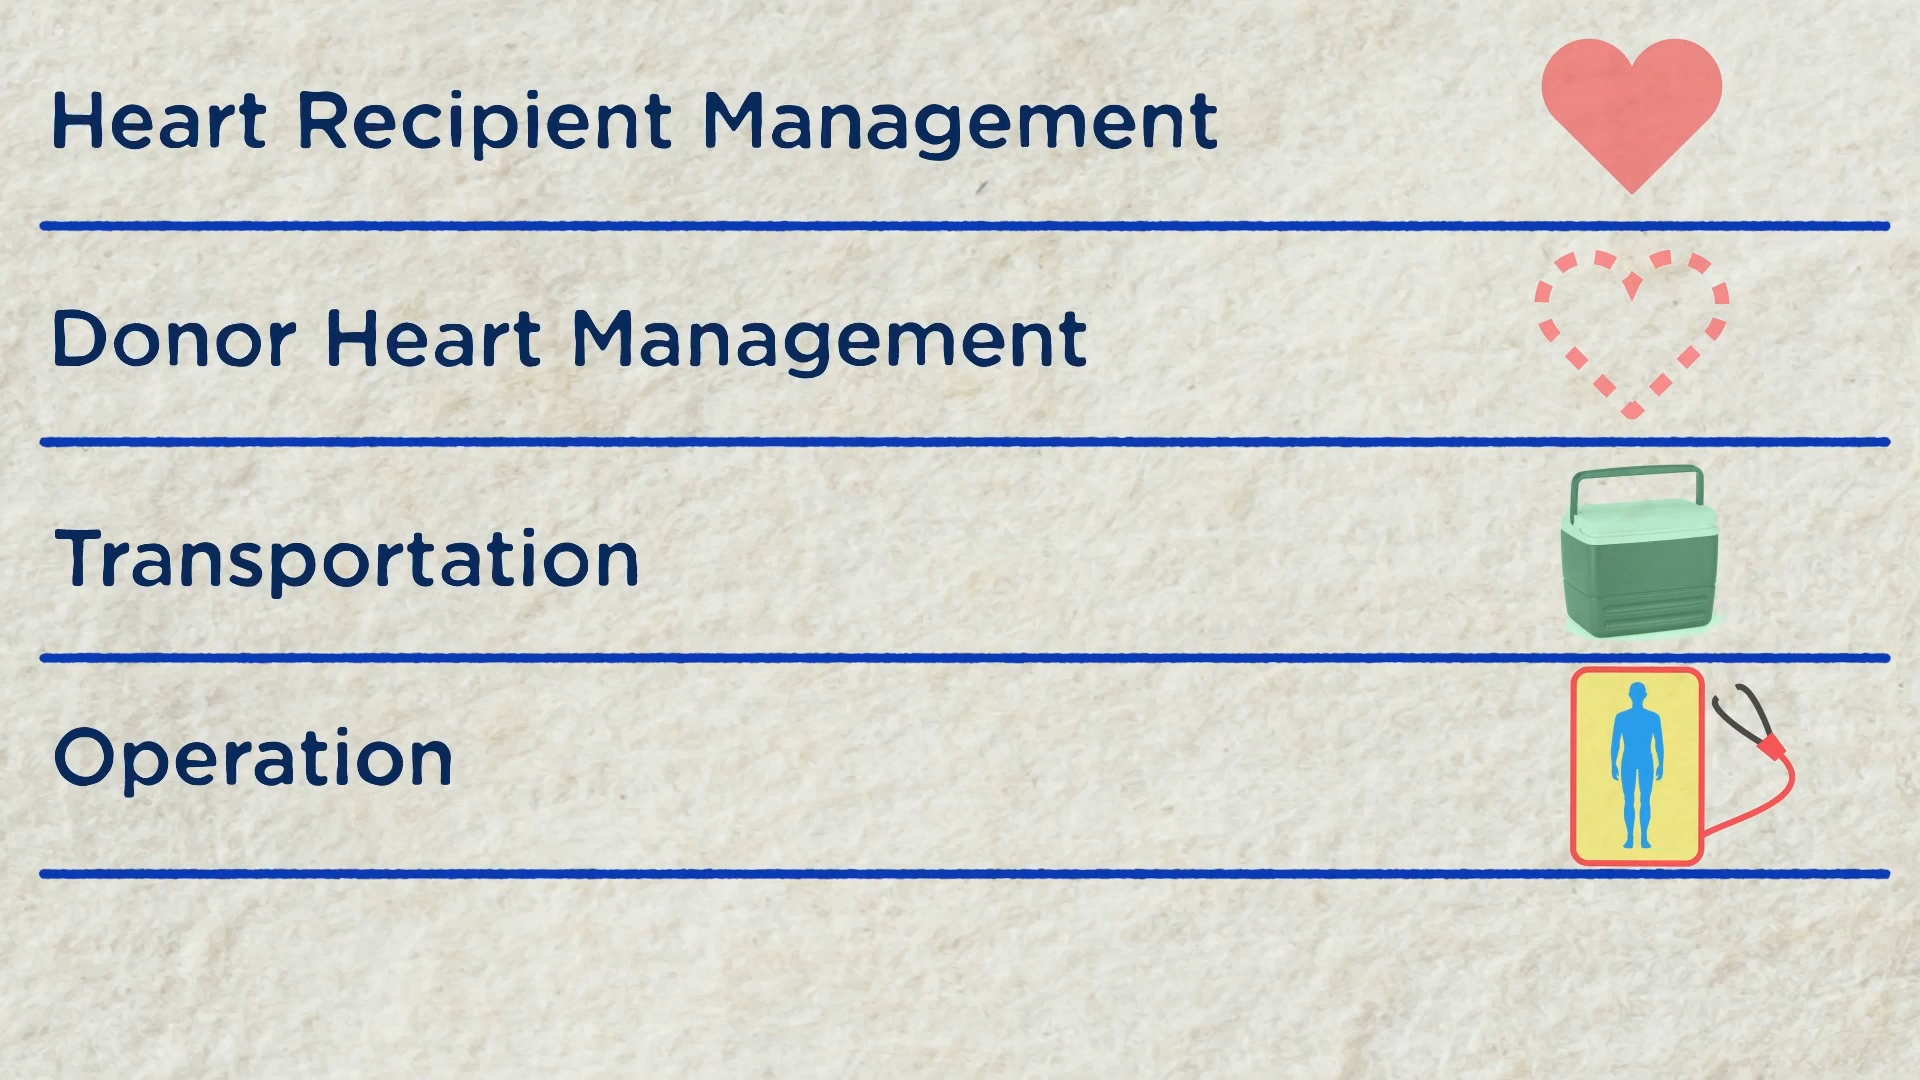 Heart Recipient Management
Donor Heart Management
Transportation
Operation